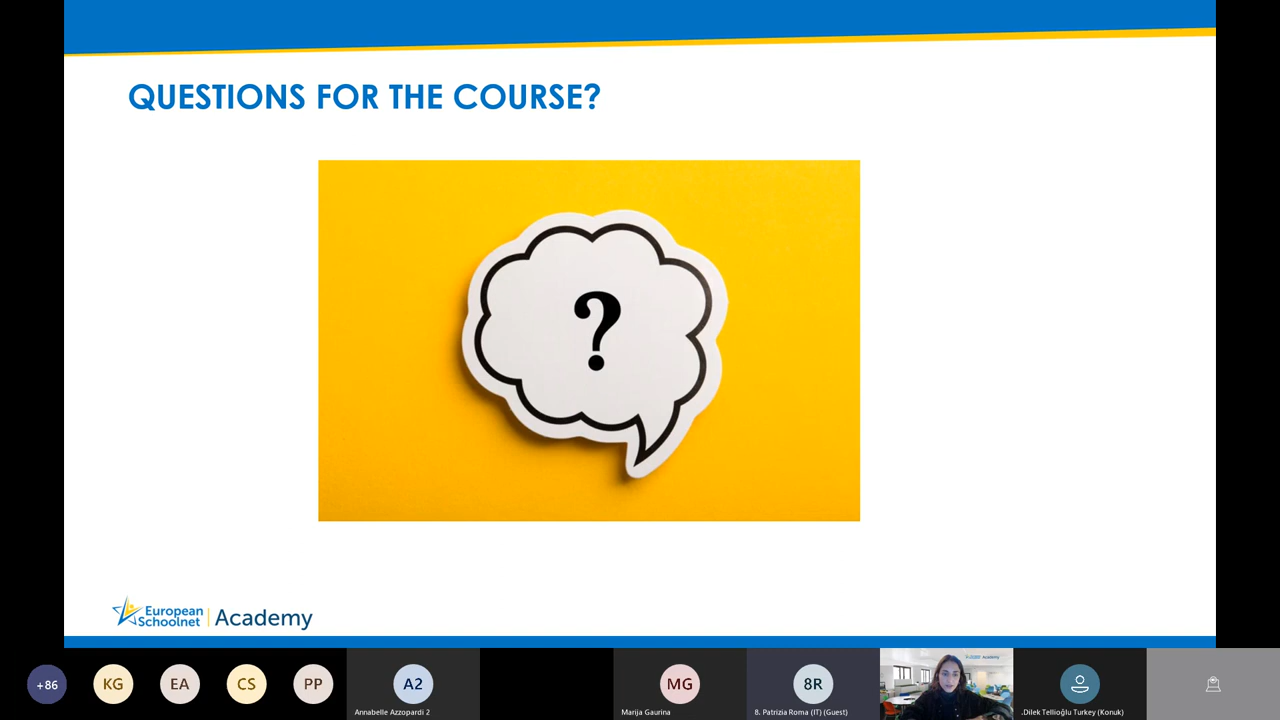 QUESTIONS FOR THE COURSE?
?
European
Schoolnet
Academy
+86
KG
EA
CS
PP
A2
MG
8R
Annabelle Azzopardi 2
Marija Gaurina
8. Patrizia Roma (IT) (Guest)
.Dilek Tellioğlu Turkey (Konuk)